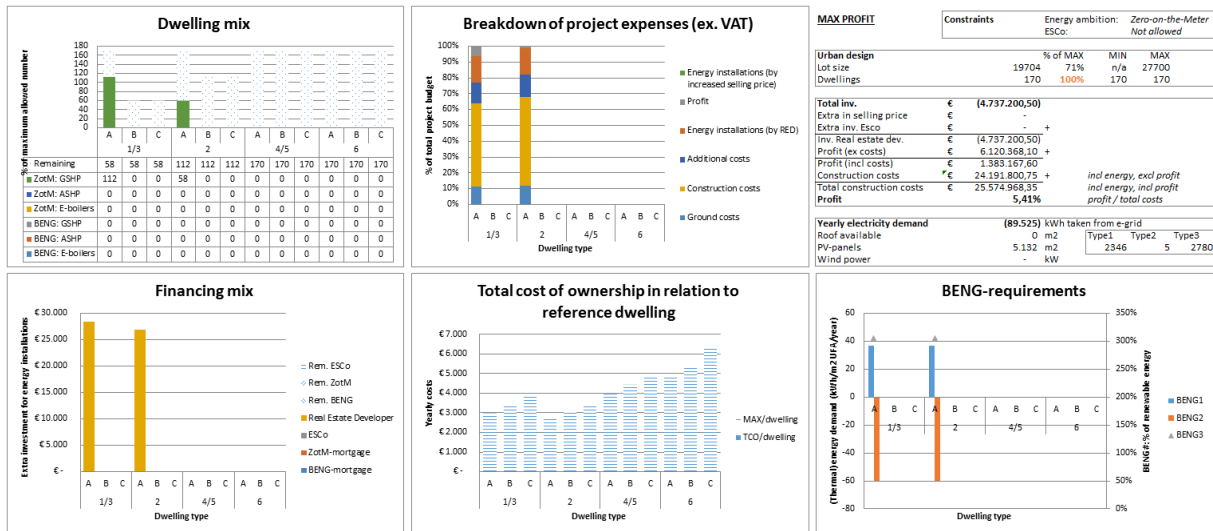 Dwelling mix
% of maximum allowed number
180
160
140
120
100
80
60
40
20
0
A B C A B C A B C A B C
1/3 2 4/5 6
Remaining 58 58 58 112 112 112 170 170 170 170 170 170
ZotM: GSHP 112 0 0 58 0 0 0 0 0 0 0 0
ZotM: ASHP 0 0 0 0 0 0 0 0 0 0 0 0
ZotM: E-boilers 0 0 0 0 0 0 0 0 0 0 0 0
BENG: GSHP 0 0 0 0 0 0 0 0 0 0 0 0
BENG: ASHP 0 0 0 0 0 0 0 0 0 0 0 0
BENG: E-boilers 0 0 0 0 0 0 0 0 0 0 0 0
Breakdown of project expenses (ex. VAT)
% of total project budget
100%
90%
80%
70%
60%
50%
40%
30%
20%
10%
0%
A B C A B C A B C A B C
1/3 2 4/5 6
Dwelling type
Energy installations (by
increased selling price)
Profit
Energy installations (by RED)
Additional costs
Construction costs
Ground costs
MAX PROFIT Constraints Energy ambition: Zero-on-the-Meter
ESCo: Not allowed
Urban design % of MAX MIN MAX
Lot size 19704 71% n/a 27700
Dwellings 170 100% 170 170
Total inv. € (4.737.200,50)
Extra in selling price € -
Extra inv. Esco € - +
Inv. Real estate dev. € (4.737.200,50)
Profit (ex costs) € 6.120.368,10 +
Profit (incl costs) € 1.383.167,60
Construction costs € 24.191.800,75 + incl energy, excl profit
Total construction costs € 25.574.968,35 incl energy, incl profit
Profit 5,41% profit / total costs
Yearly electricity demand (89.525) kWh taken from e-grid
Roof available 0 m2 Type1 Type2 Type3
PV-panels 5.132 m2 2346 5 2780
Wind power - kW
Financing mix
Extra investment for energy installations
€ 30.000
€ 25.000
€ 20.000
€ 15.000
€ 10.000
€ 5.000
€ -
A B C A B C A B C A B C
1/3 2 4/5 6
Dwelling type
Rem. ESCo
Rem. ZotM
Rem. BENG
Real Estate Developer
ESCo
ZotM-mortgage
BENG-mortgage
Total cost of ownership in relation to
reference dwelling
Yearly costs
€ 7.000
€ 6.000
€ 5.000
€ 4.000
€ 3.000
€ 2.000
€ 1.000
€ -
A B C A B C A B C A B C
1/3 2 4/5 6
Dwelling type
MAX/dwelling
TCO/dwelling
BENG-requirements
(Thermal) energy demand (kWh/m2 UFA/year)
60
40
20
0
-20
-40
-60
-80
A B C A B C A B C A B C
1/3 2 4/5 6
Dwelling type
350%
300%
250%
200%
150%
100%
50%
0%
BENG#: % of renewable energy
BENG1
BENG2
BENG3